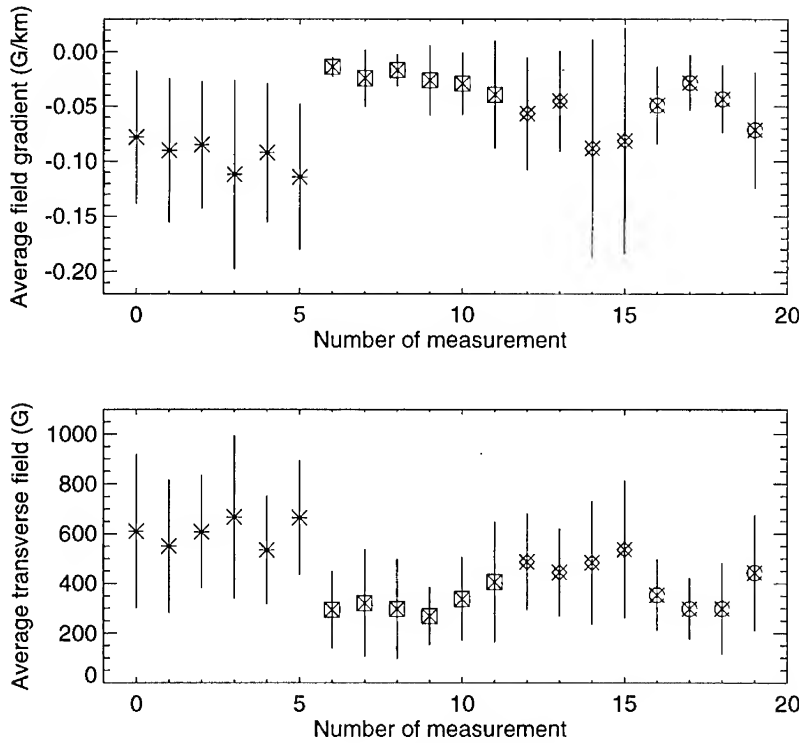 Average field gradient (G/km)
0.00
-0.05
-0.10
-0.15
-0.20
0 5 10 15 20
Number of measurement
Average transverse field (G)
1000
800
600
400
200
0
0 5 10 15 20
Number of measurement